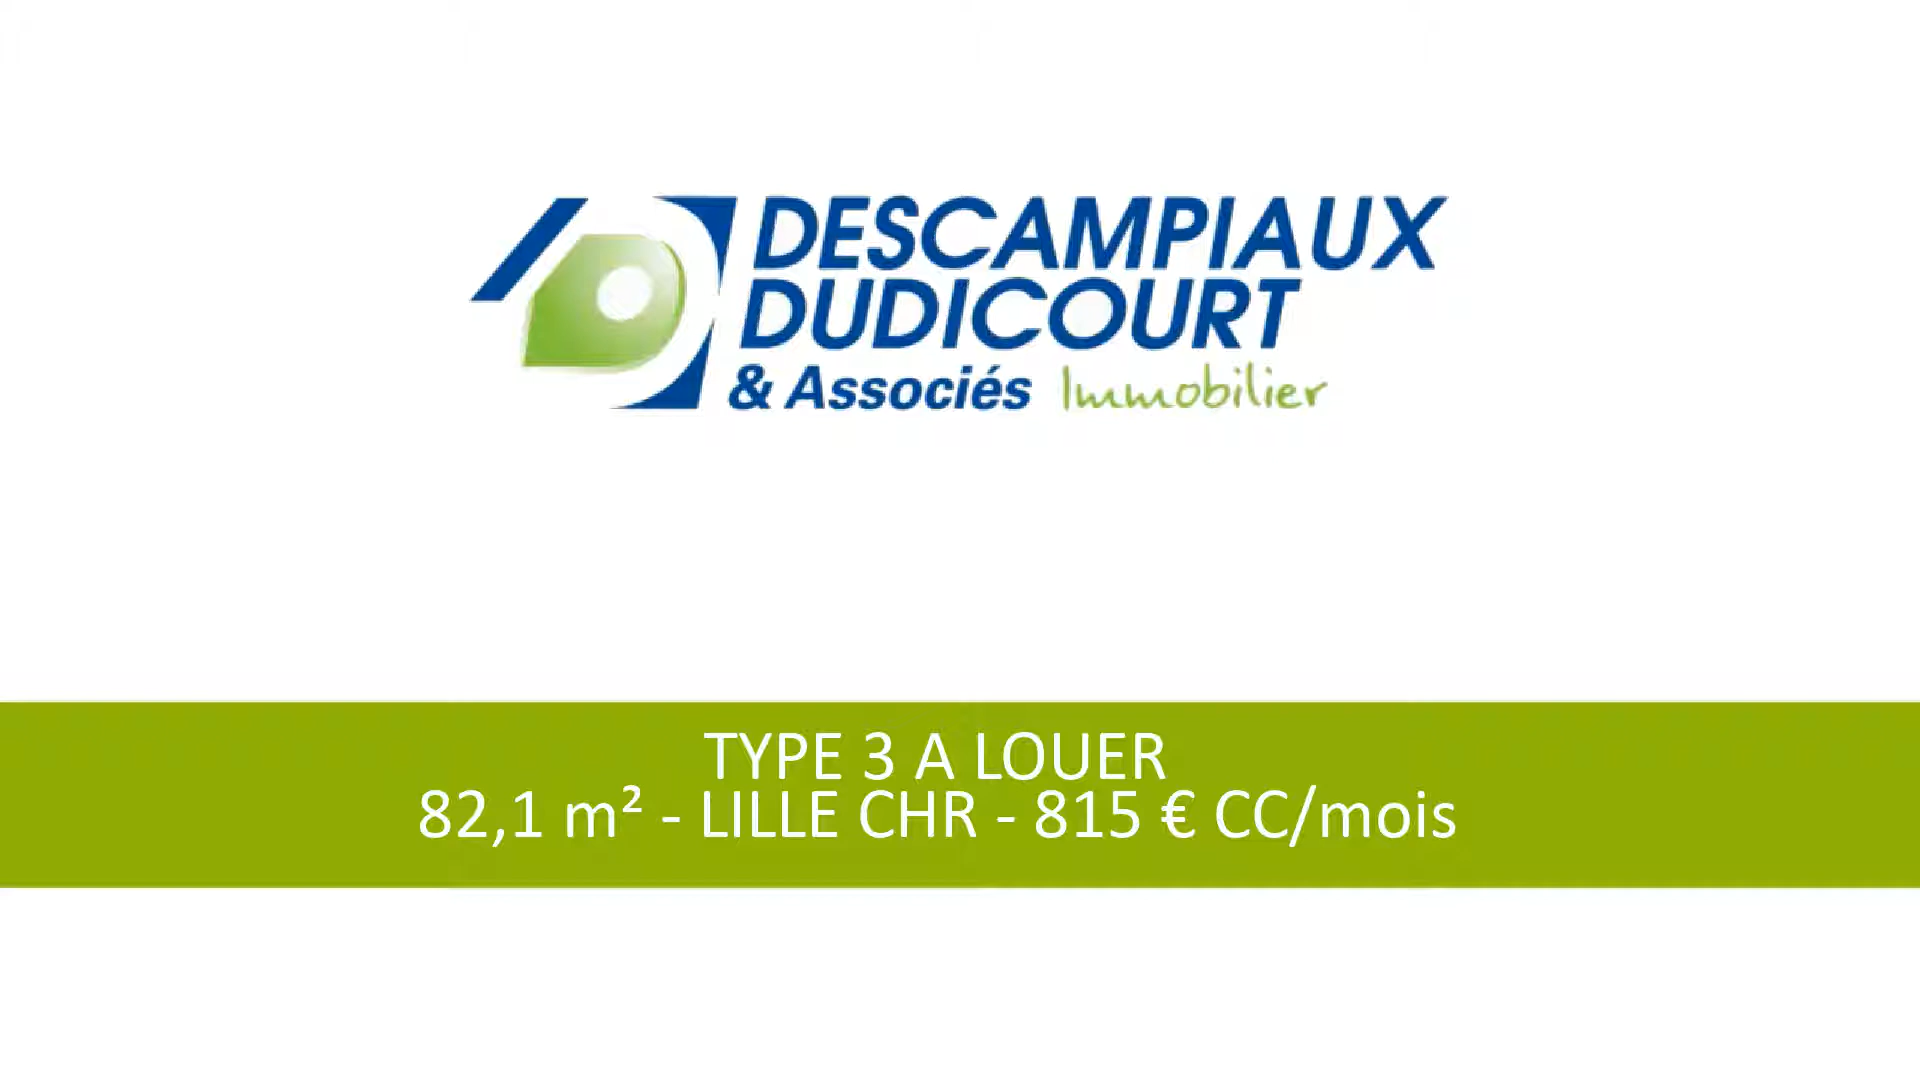 DESCAMPIAUX
DUDICOURT
& Associés Immobilier
TYPE 3 A LOUER
82,1 m² - LILLE CHR - 815 € CC/mois